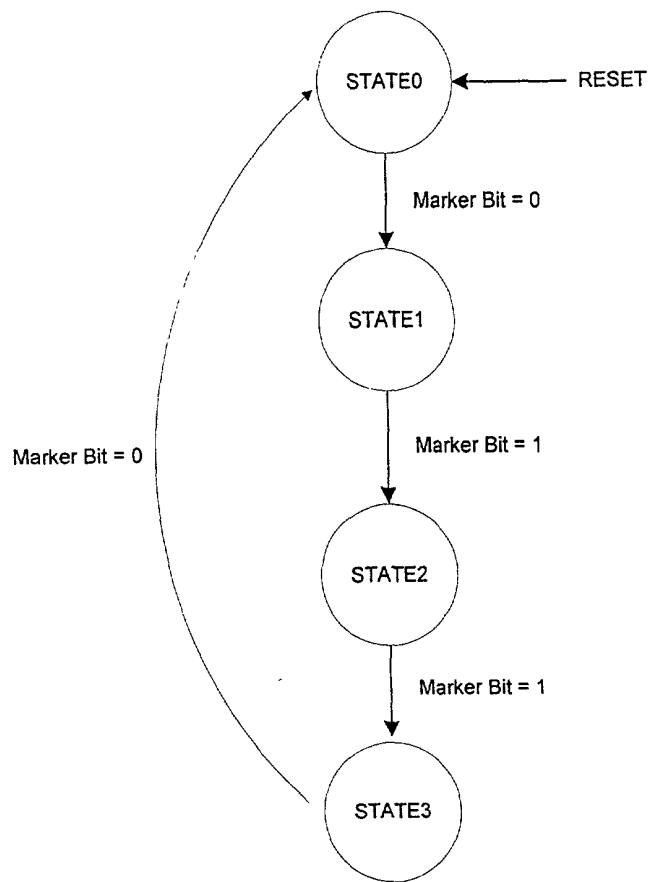 STATE0
RESET
Marker Bit = 0
STATE1
Marker Bit = 1
Marker Bit = 0
STATE2
Marker Bit = 1
STATE3